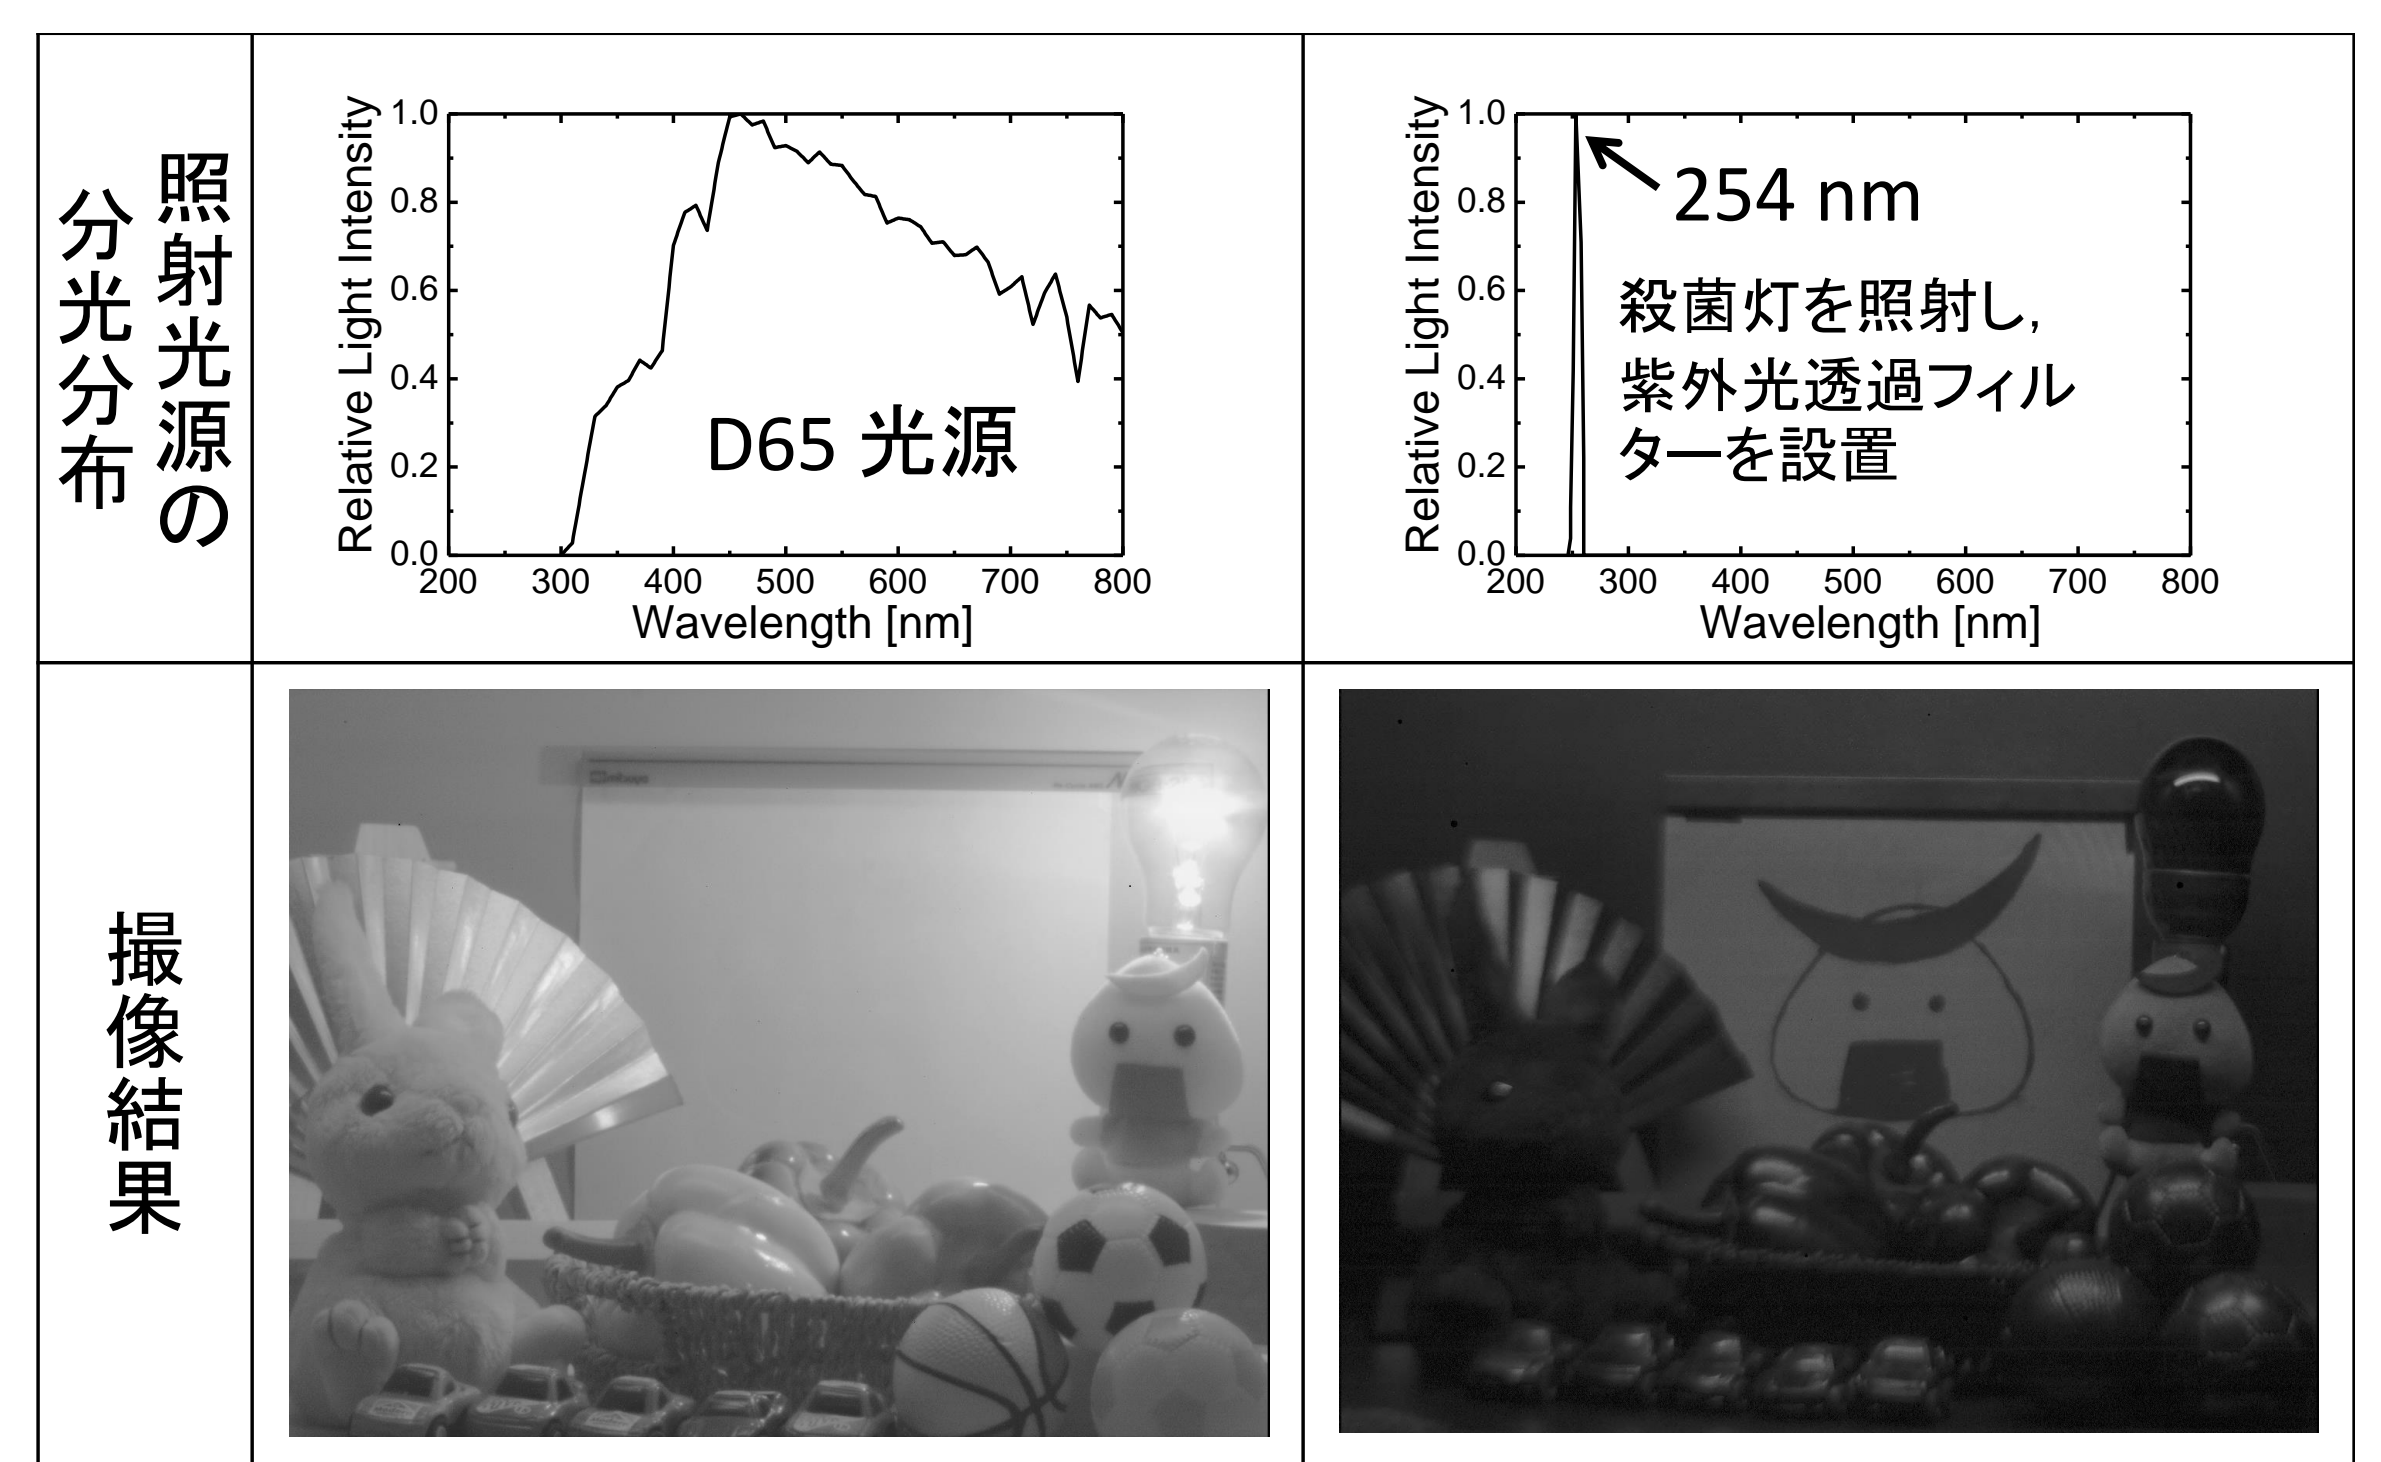 照射光源の
分光分布
Relative Light Intensity
1.0
0.8
0.6
0.4
0.2
0.0
200 300 400 500 600 700 800
Wavelength [nm]
D65 光源
Relative Light Intensity
1.0
0.8
0.6
0.4
0.2
0.0
200 300 400 500 600 700 800
Wavelength [nm]
254 nm
殺菌灯を照射し,
紫外光透過フィル
ターを設置
撮像結果